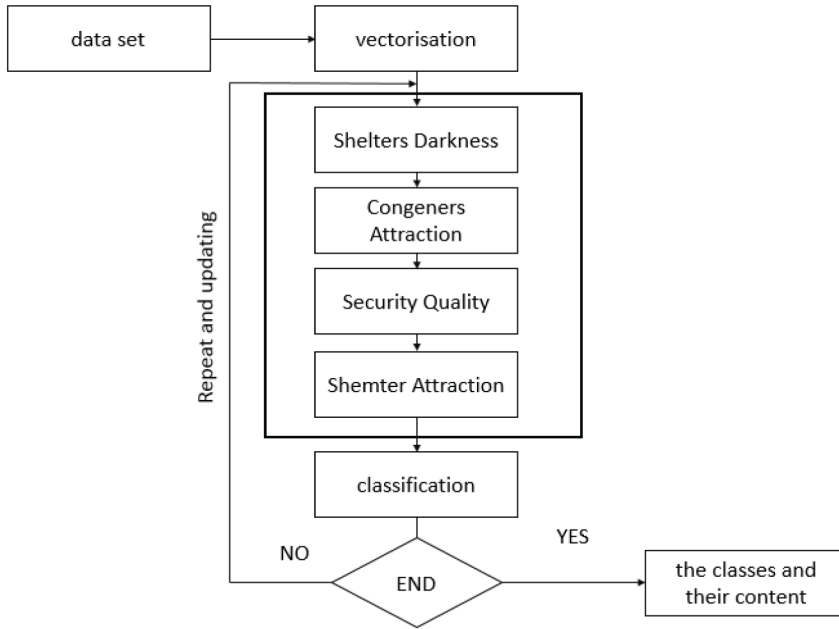 data set
vectorisation
Shelters Darkness
Congeners
Attraction
Security Quality
Shemter Attraction
Repeat and updating
classification
NO
YES
END
the classes and
their content